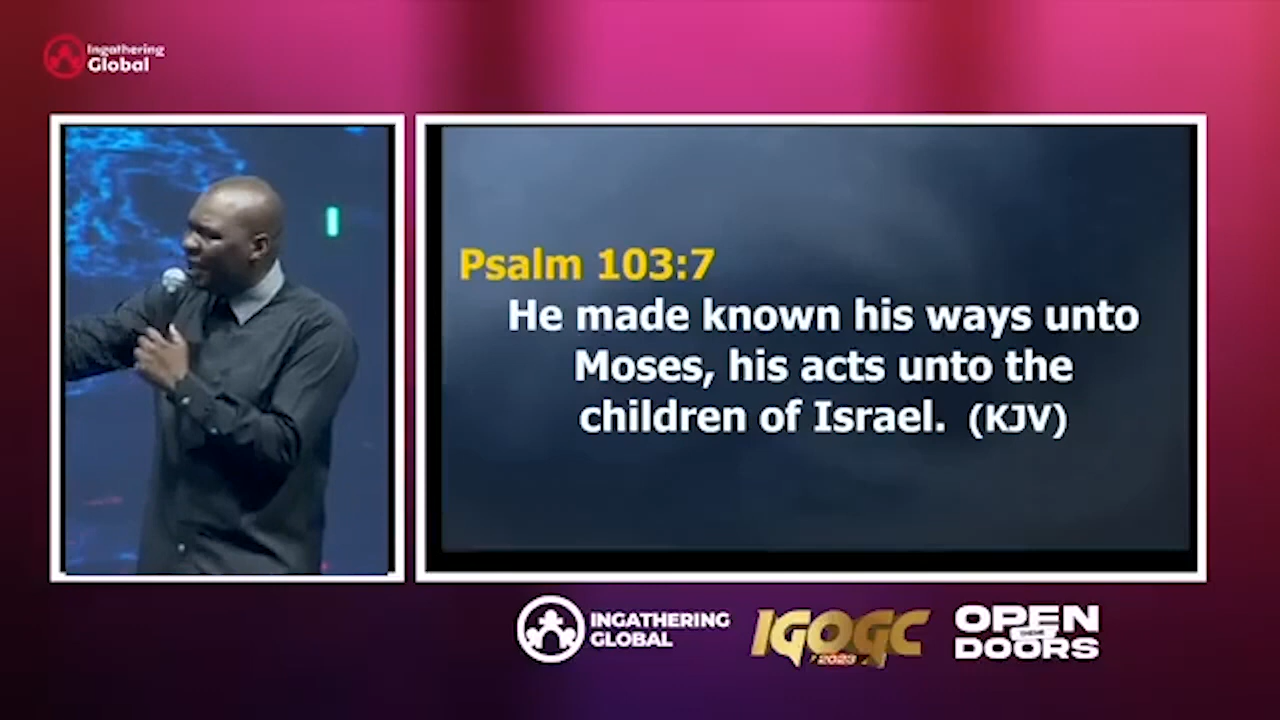 Ingathering
Global
Psalm 103:7
He made known his ways unto
Moses, his acts unto the
children of Israel. (KJV)
INGATHERING
GLOBAL
IGOGC
2023
OPEN
DOORS